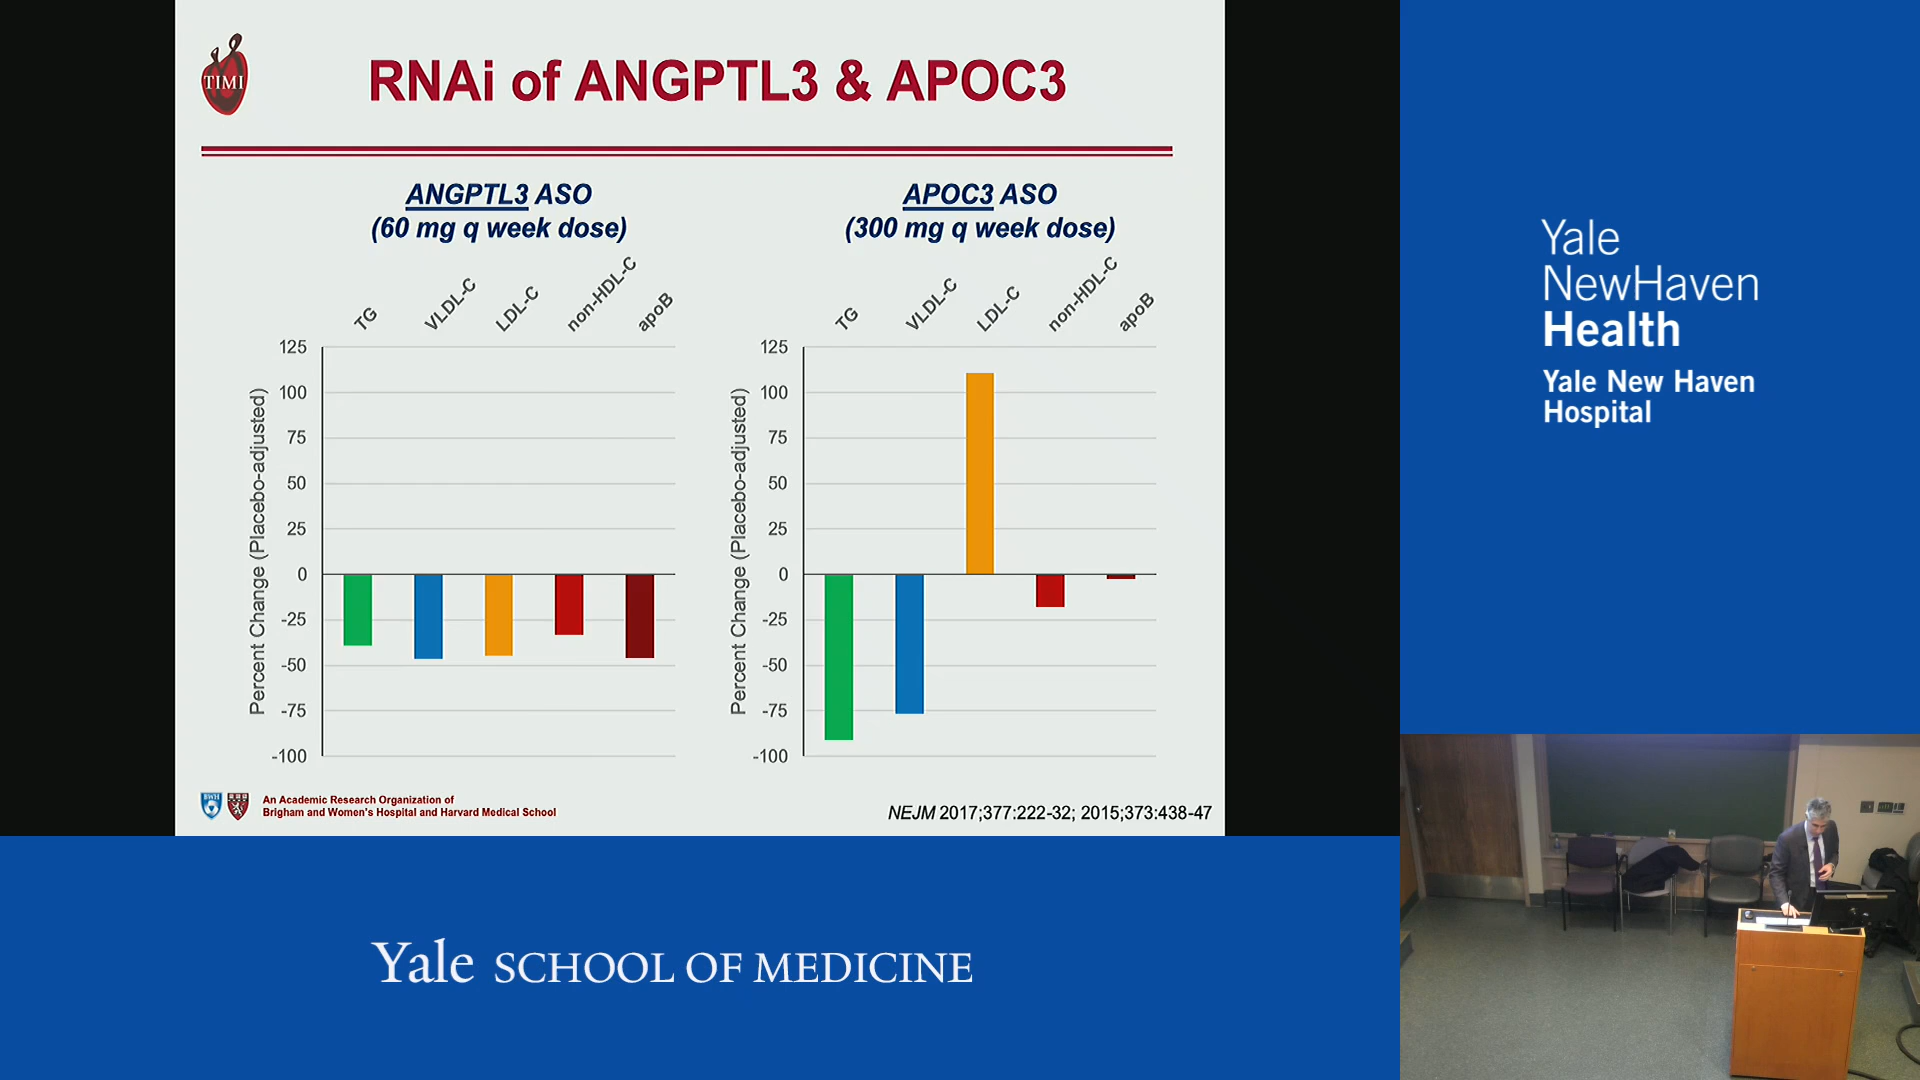 TIMI
RNAi of ANGPTL3 & APOC3
ANGPTL3 ASO
(60 mg q week dose)
TG
VLDL-C
LDL-C
non-HDL-C
apoB
125
100
75
50
25
0
-25
-50
-75
-100
Percent Change (Placebo-adjusted)
APOC3 ASO
(300 mg q week dose)
TG
VLDL-C
LDL-C
non-HDL-C
apoB
125
100
75
50
25
0
-25
-50
-75
-100
Percent Change (Placebo-adjusted)
BWH
An Academic Research Organization of
Brigham and Women's Hospital and Harvard Medical School
NEJM 2017;377:222-32; 2015;373:438-47
Yale
NewHaven
Health
Yale New Haven
Hospital
Yale SCHOOL OF MEDICINE